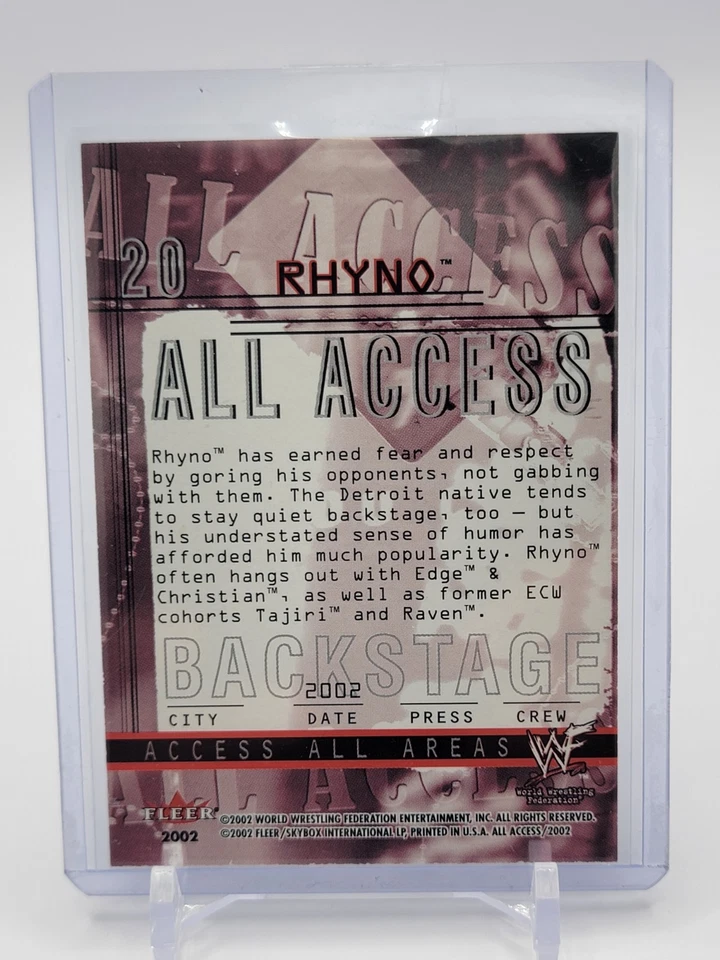 ALL ACCESS
20
RHYNO™
ALL ACCESS
Rhyno™ has earned fear and respect
by goring his opponents, not gabbing
with them. The Detroit native tends
to stay quiet backstage, too — but
his understated sense of humor has
afforded him much popularity. Rhyno™
often hangs out with Edge™ &
Christian™, as well as former ECW
cohorts Tajiri™ and Raven™.
BACKSTAGE
2002
CITY DATE PRESS CREW
ACCESS ALL AREAS
WF
World Wrestling
Federation®
ALL ACCESS
FLEER®
2002
©2002 WORLD WRESTLING FEDERATION ENTERTAINMENT, INC. ALL RIGHTS RESERVED.
©2002 FLEER/SKYBOX INTERNATIONAL LP, PRINTED IN U.S.A. ALL ACCESS/2002